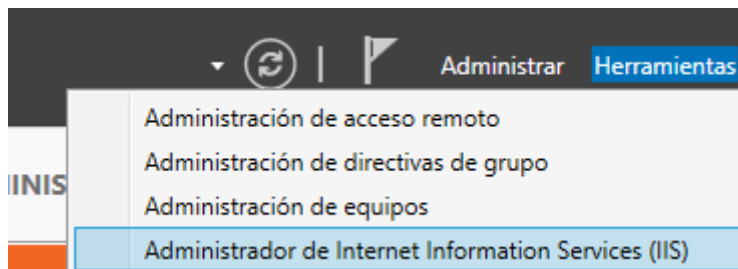 Administrar Herramientas
Administración de acceso remoto
Administración de directivas de grupo
INIS
Administración de equipos
Administrador de Internet Information Services (IIS)